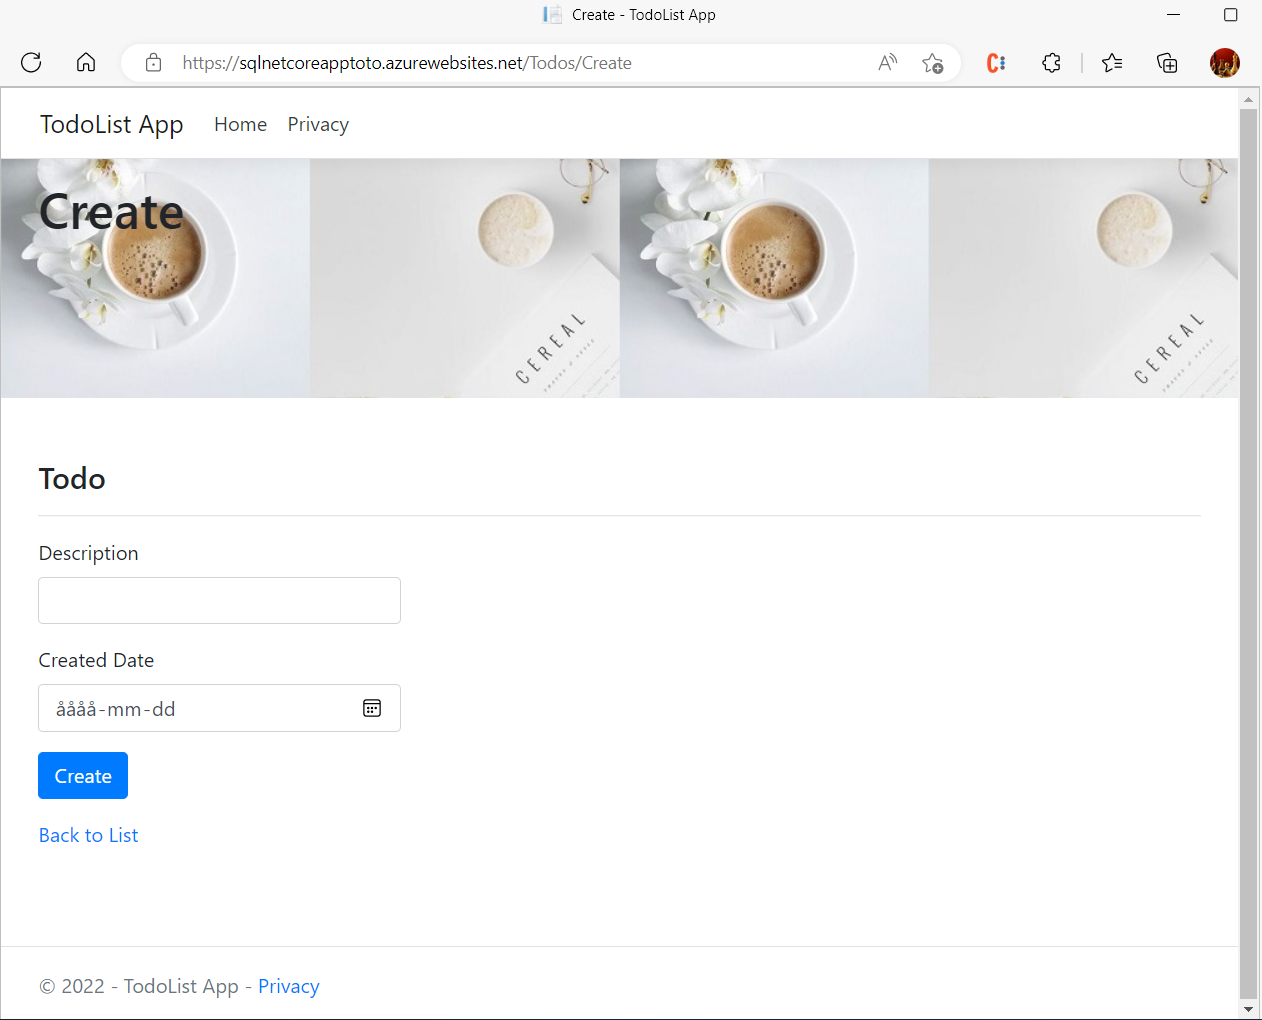 Create - TodoList App
https://sqlnetcoreapptoto.azurewebsites.net/Todos/Create
TodoList App Home Privacy
Create
CEREAL
CEREAL
Todo
Description
Created Date
åååå-mm-dd
Create
Back to List
© 2022 - TodoList App - Privacy